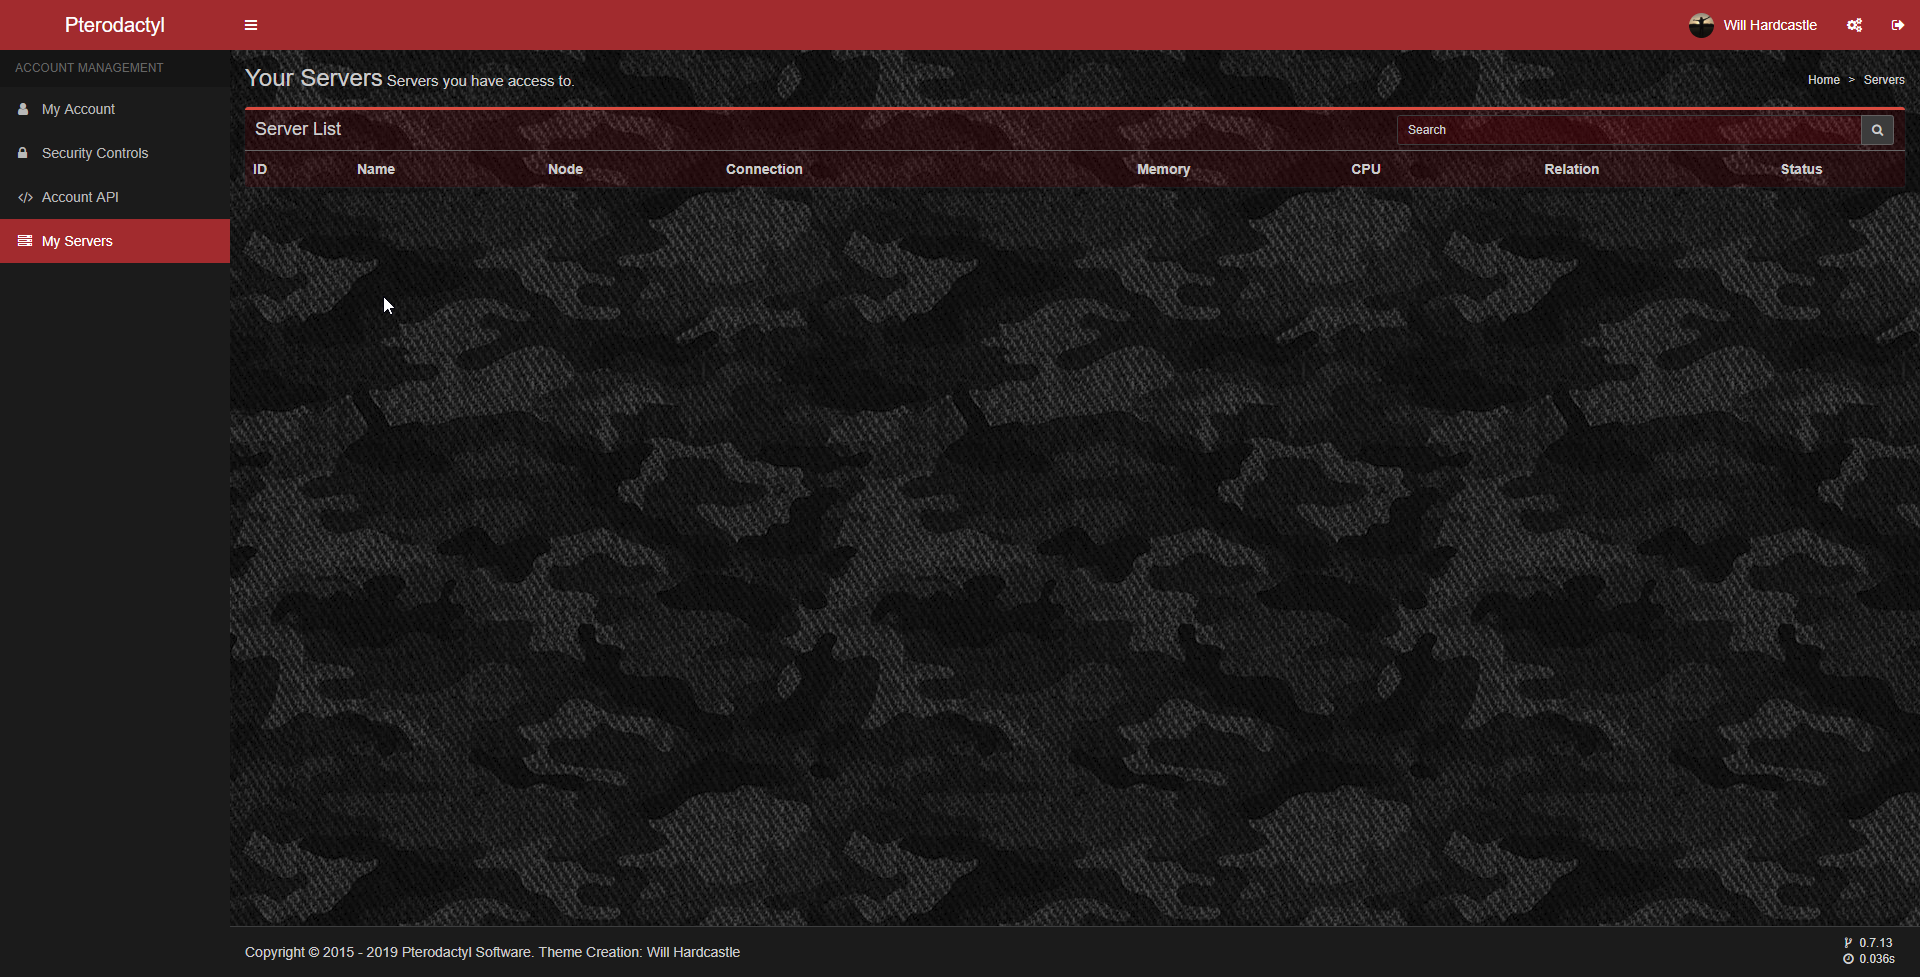 Pterodactyl
Will Hardcastle
ACCOUNT MANAGEMENT
My Account
Security Controls
Account API
My Servers
Your Servers Servers you have access to.
Home > Servers
Server List
Search
ID Name Node Connection Memory CPU Relation Status
Copyright © 2015 - 2019 Pterodactyl Software. Theme Creation: Will Hardcastle
0.7.13
0.036s